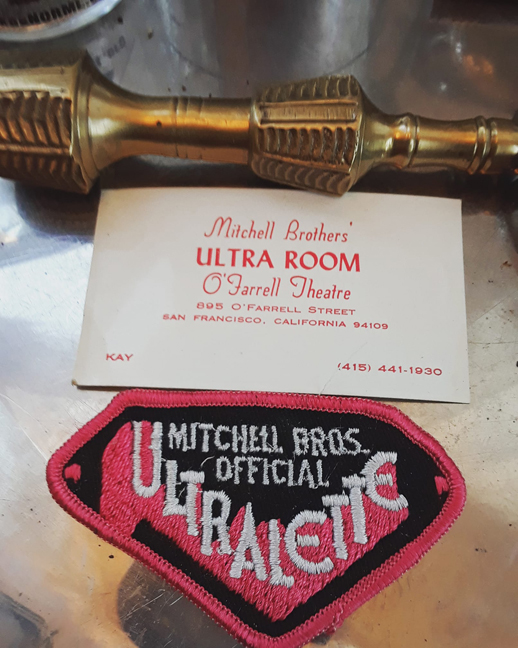 Mitchell Brothers'
ULTRA ROOM
O'Farrell Theatre
895 O'FARRELL STREET
SAN FRANCISCO, CALIFORNIA 94109
KAY
(415) 441-1930
MITCHELL BROS.
OFFICIAL
ULTRALETTE